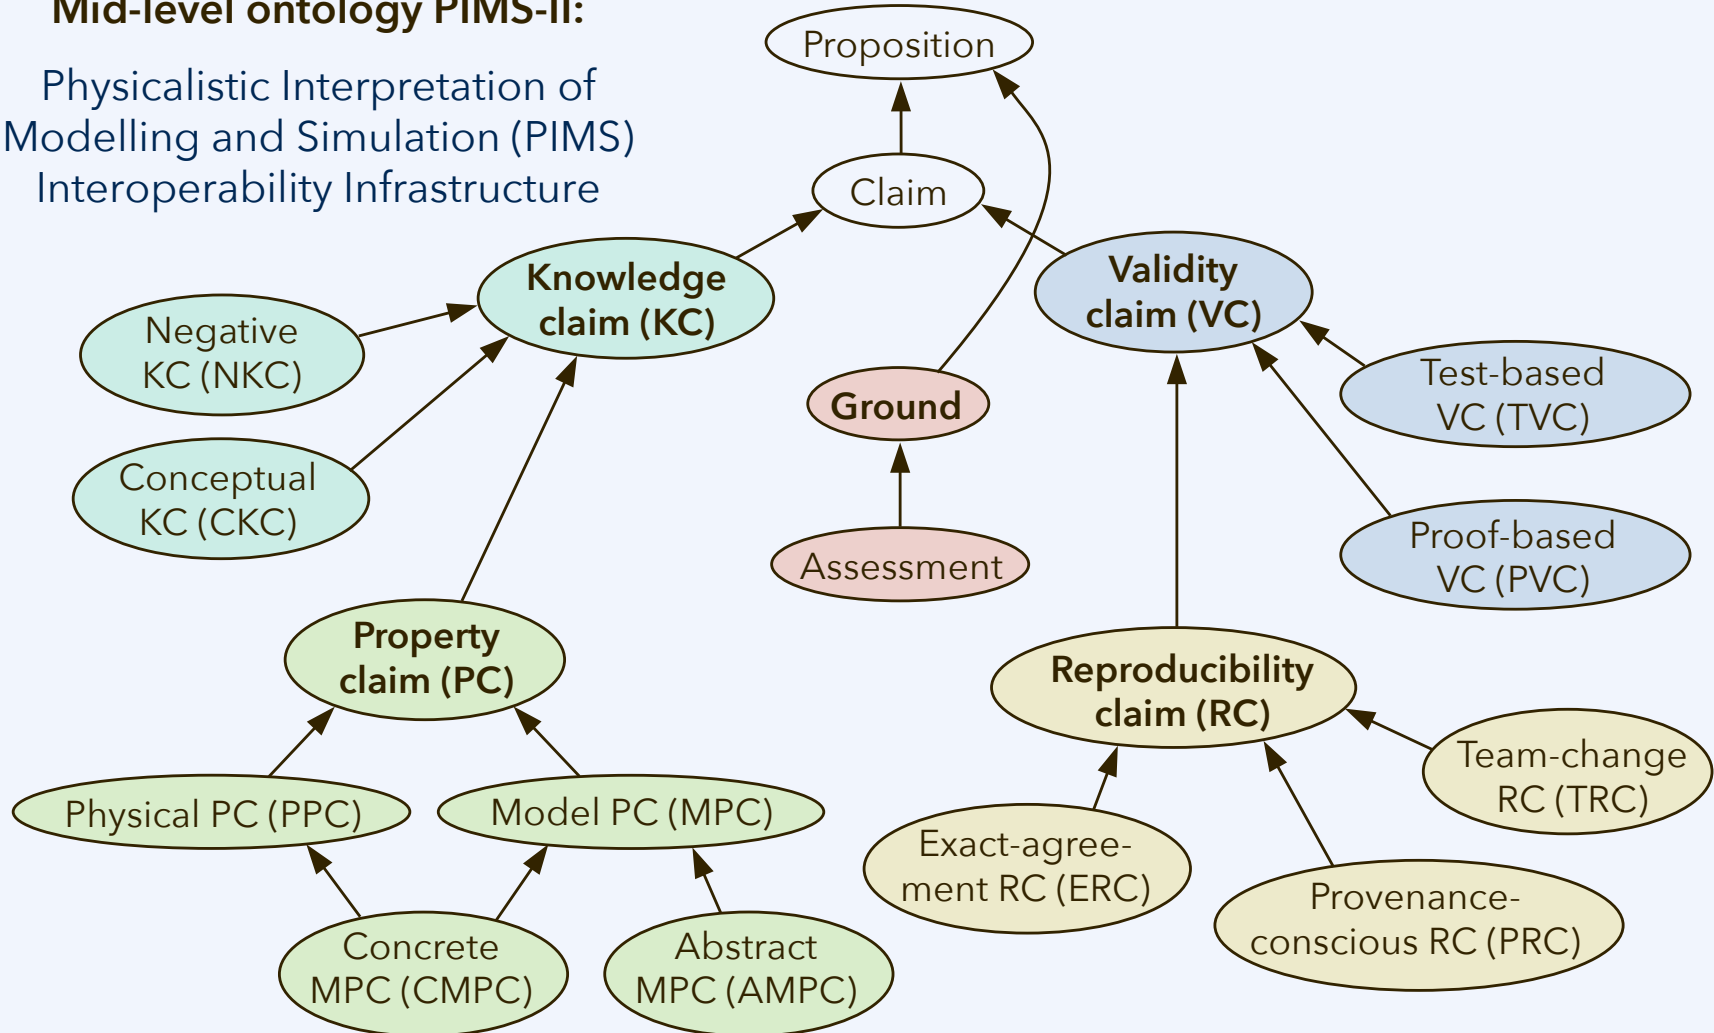 Mid-level ontology PIMS-II:
Physicalistic Interpretation of
Modelling and Simulation (PIMS)
Interoperability Infrastructure
Proposition
Claim
Knowledge
claim (KC)
Validity
claim (VC)
Negative
KC (NKC)
Conceptual
KC (CKC)
Ground
Assessment
Test-based
VC (TVC)
Proof-based
VC (PVC)
Property
claim (PC)
Reproducibility
claim (RC)
Physical PC (PPC)
Model PC (MPC)
Team-change
RC (TRC)
Exact-agree-
ment RC (ERC)
Provenance-
conscious RC (PRC)
Concrete
MPC (CMPC)
Abstract
MPC (AMPC)